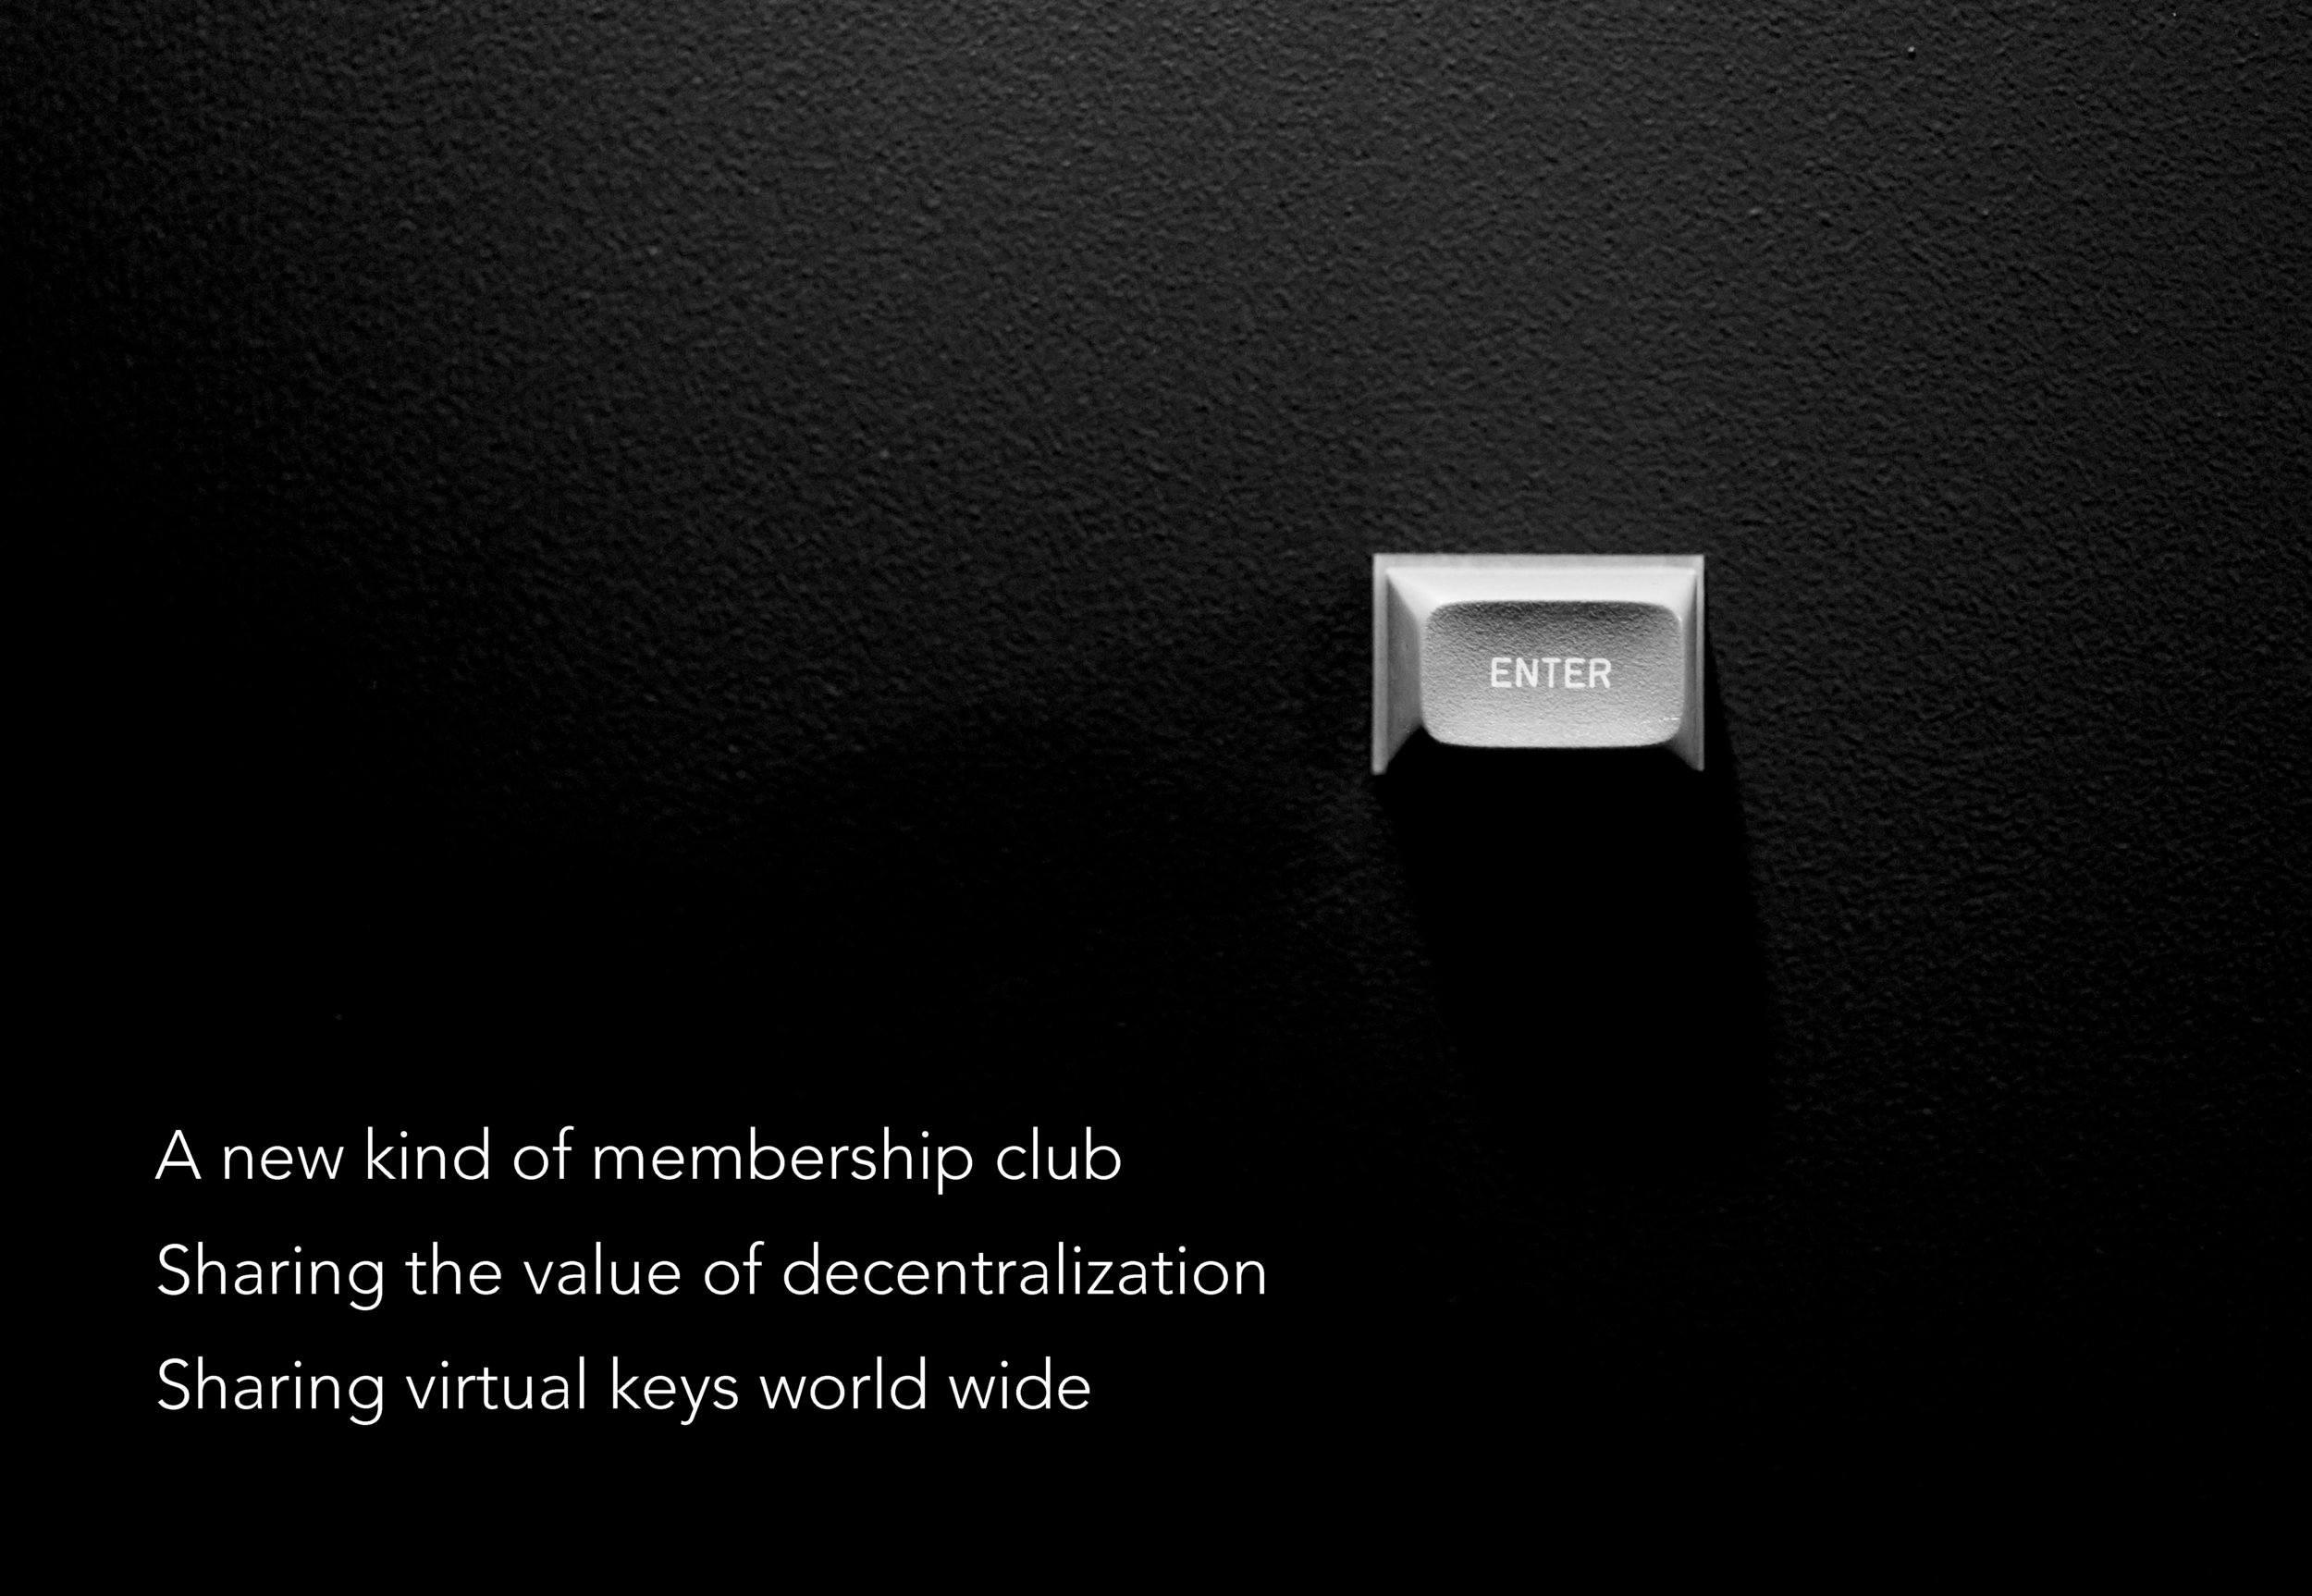 ENTER
A new kind of membership club
Sharing the value of decentralization
Sharing virtual keys world wide